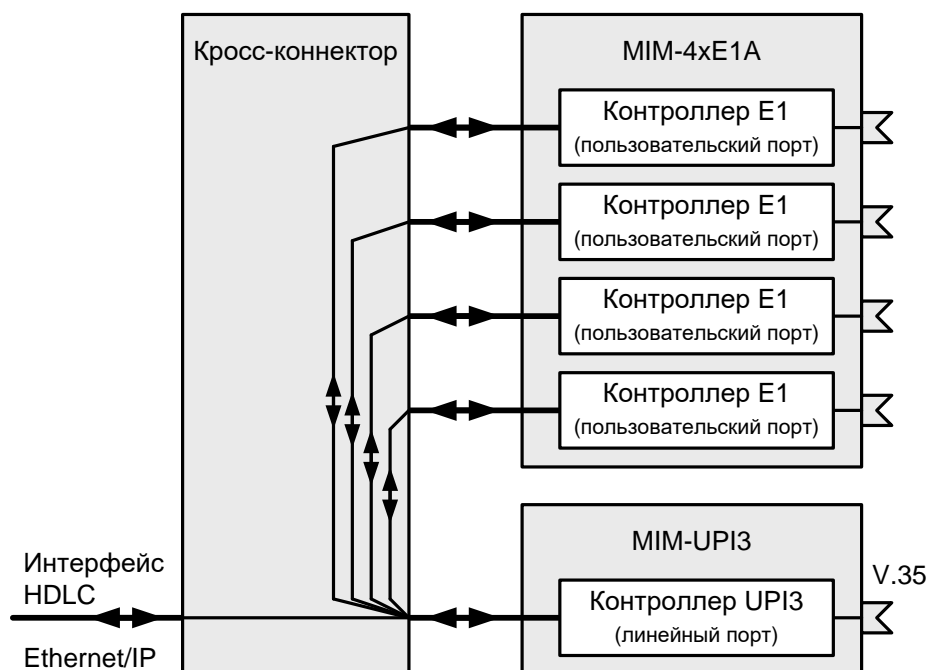 Кросс-коннектор
MIM-4xE1A
Контроллер E1
(пользовательский порт)
Контроллер E1
(пользовательский порт)
Контроллер E1
(пользовательский порт)
Контроллер E1
(пользовательский порт)
MIM-UPI3
Интерфейс
HDLC
Ethernet/IP
Контроллер UPI3
(линейный порт)
V.35